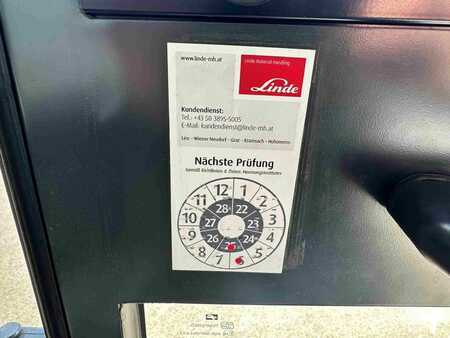 www.linde-mh.at
Linde Material Handling
Linde
Kundendienst:
Tel.: +43 50 3895-5005
E-Mail: kundendienst@linde-mh.at
Linz - Wiener Neudorf - Graz - Kramsach - Hohenems
Nächste Prüfung
12 1 2 3 4 5 6 7 8 9 10 11
28 22 23 24 25 26 27